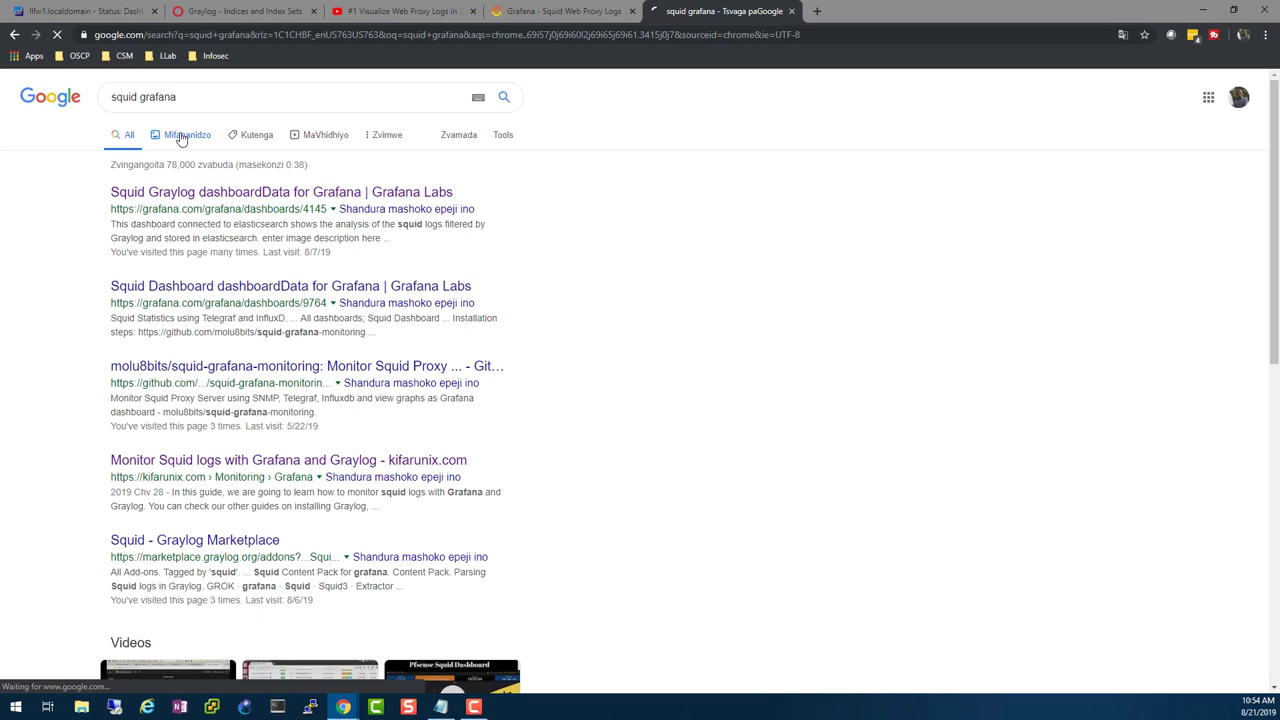 llfw1.localdomain - Status: Dash
Graylog - Indices and Index Sets
#1 Visualize Web Proxy Logs in G
Grafana - Squid Web Proxy Logs
squid grafana - Tsvaga paGoogle
google.com/search?q=squid+grafana&rlz=1C1CHBF_enUS763US763&oq=squid+grafana&aqs=chrome..69i57j0j69i60l2j69i65j69i61.3415j0j7&sourceid=chrome&ie=UTF-8
Apps OSCP CSM LLab Infosec
Google
squid grafana
All Mifananidzo Kutenga MaVhidhiyo Zvimwe Zvamada Tools
Zvingangoita 78,000 zvabuda (masekonzi 0.38)
Squid Graylog dashboardData for Grafana | Grafana Labs
https://grafana.com/grafana/dashboards/4145 Shandura mashoko epeji ino
This dashboard connected to elasticsearch shows the analysis of the squid logs filtered by
Graylog and stored in elasticsearch. enter image description here ...
You've visited this page many times. Last visit: 8/7/19
Squid Dashboard dashboardData for Grafana | Grafana Labs
https://grafana.com/grafana/dashboards/9764 Shandura mashoko epeji ino
Squid Statistics using Telegraf and InfluxD. ... All dashboards; Squid Dashboard ... Installation
steps: https://github.com/molu8bits/squid-grafana-monitoring ...
molu8bits/squid-grafana-monitoring: Monitor Squid Proxy ... - Git…
https://github.com/.../squid-grafana-monitorin... Shandura mashoko epeji ino
Monitor Squid Proxy Server using SNMP, Telegraf, Influxdb and view graphs as Grafana
dashboard - molu8bits/squid-grafana-monitoring.
You've visited this page 3 times. Last visit: 5/22/19
Monitor Squid logs with Grafana and Graylog - kifarunix.com
https://kifarunix.com › Monitoring › Grafana Shandura mashoko epeji ino
2019 Chv 28 - In this guide, we are going to learn how to monitor squid logs with Grafana and
Graylog. You can check our other guides on installing Graylog, ...
Squid - Graylog Marketplace
https://marketplace.graylog.org/addons?...Squi... Shandura mashoko epeji ino
All Add-ons. Tagged by 'squid'. ... Squid Content Pack for grafana. Content Pack. Parsing
Squid logs in Graylog. GROK · grafana · Squid · Squid3 · Extractor ...
You've visited this page 3 times. Last visit: 8/6/19
Videos
Pfsense Squid Dashboard
Waiting for www.google.com...
10:54 AM
8/21/2019